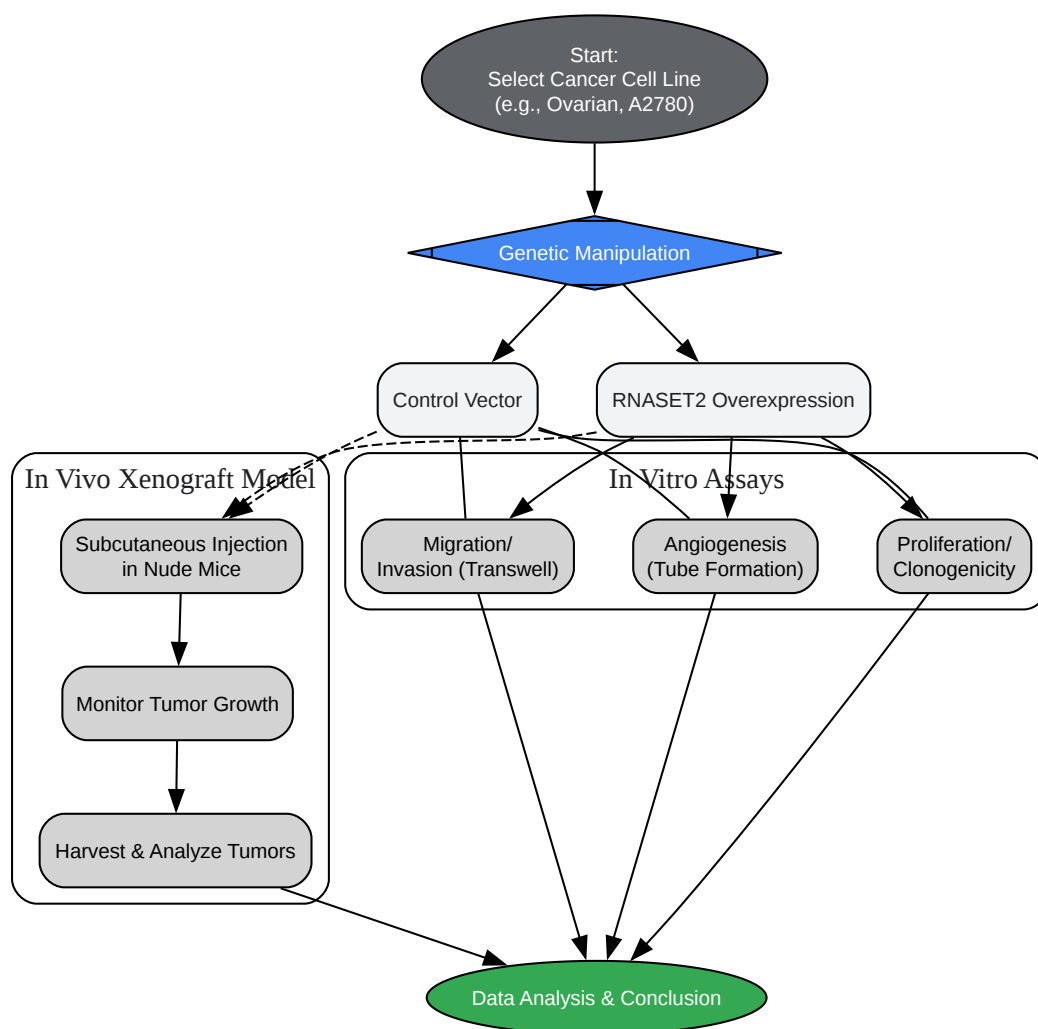 Start:
Select Cancer Cell Line
(e.g., Ovarian, A2780)
Genetic Manipulation
Control Vector
RNASET2 Overexpression
In Vivo Xenograft Model
In Vitro Assays
Subcutaneous Injection
in Nude Mice
Migration/
Invasion (Transwell)
Angiogenesis
(Tube Formation)
Proliferation/
Clonogenicity
Monitor Tumor Growth
Harvest & Analyze Tumors
Data Analysis & Conclusion